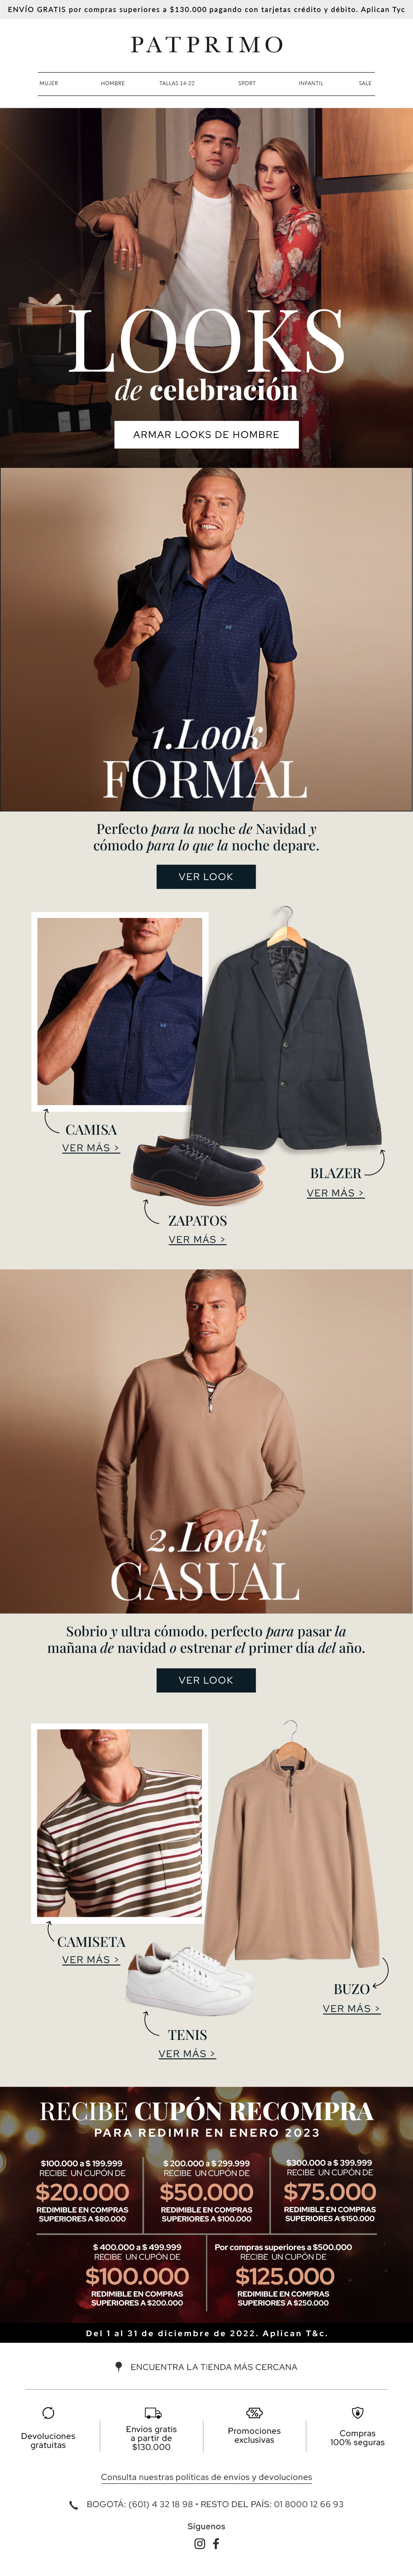 ENVÍO GRATIS por compras superiores a $130.000 pagando con tarjetas crédito y débito. Aplican Tyc
PATPRIMO
MUJER HOMBRE TALLAS 14-22 SPORT INFANTIL SALE
LOOKS
de celebración
ARMAR LOOKS DE HOMBRE
1.Look
FORMAL
Perfecto para la noche de Navidad y
cómodo para lo que la noche depare.
VER LOOK
CAMISA
VER MÁS >
BLAZER
VER MÁS >
ZAPATOS
VER MÁS >
2.Look
CASUAL
Sobrio y ultra cómodo, perfecto para pasar la
mañana de navidad o estrenar el primer día del año.
VER LOOK
CAMISETA
VER MÁS >
BUZO
VER MÁS >
TENIS
VER MÁS >
RECIBE CUPÓN RECOMPRA
PARA REDIMIR EN ENERO 2023
$100.000 a $ 199.999
RECIBE UN CUPÓN DE
$20.000
REDIMIBLE EN COMPRAS
SUPERIORES A $80.000
$ 200.000 a $ 299.999
RECIBE UN CUPÓN DE
$50.000
REDIMIBLE EN COMPRAS
SUPERIORES A $100.000
$300.000 a $ 399.999
RECIBE UN CUPÓN DE
$75.000
REDIMIBLE EN COMPRAS
SUPERIORES A $150.000
$ 400.000 a $ 499.999
RECIBE UN CUPÓN DE
$100.000
REDIMIBLE EN COMPRAS
SUPERIORES A $200.000
Por compras superiores a $500.000
RECIBE UN CUPÓN DE
$125.000
REDIMIBLE EN COMPRAS
SUPERIORES A $250.000
Del 1 al 31 de diciembre de 2022. Aplican T&c.
ENCUENTRA LA TIENDA MÁS CERCANA
Devoluciones
gratuitas
Envíos gratis
a partir de
$130.000
Promociones
exclusivas
Compras
100% seguras
Consulta nuestras políticas de envíos y devoluciones
BOGOTÁ: (601) 4 32 18 98 • RESTO DEL PAÍS: 01 8000 12 66 93
Síguenos